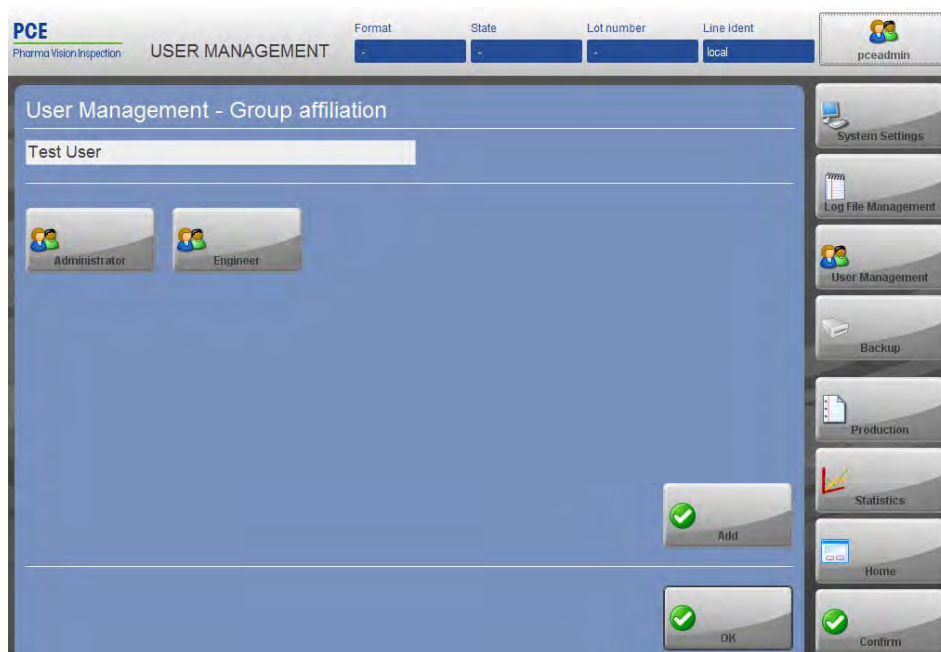 PCE
Pharma Vision Inspection
USER MANAGEMENT
Format
State
Lot number
Line ident
-
-
-
local
pceadmin
User Management - Group affiliation
Test User
Administrator
Engineer
Add
OK
System Settings
Log File Management
User Management
Backup
Production
Statistics
Home
Confirm